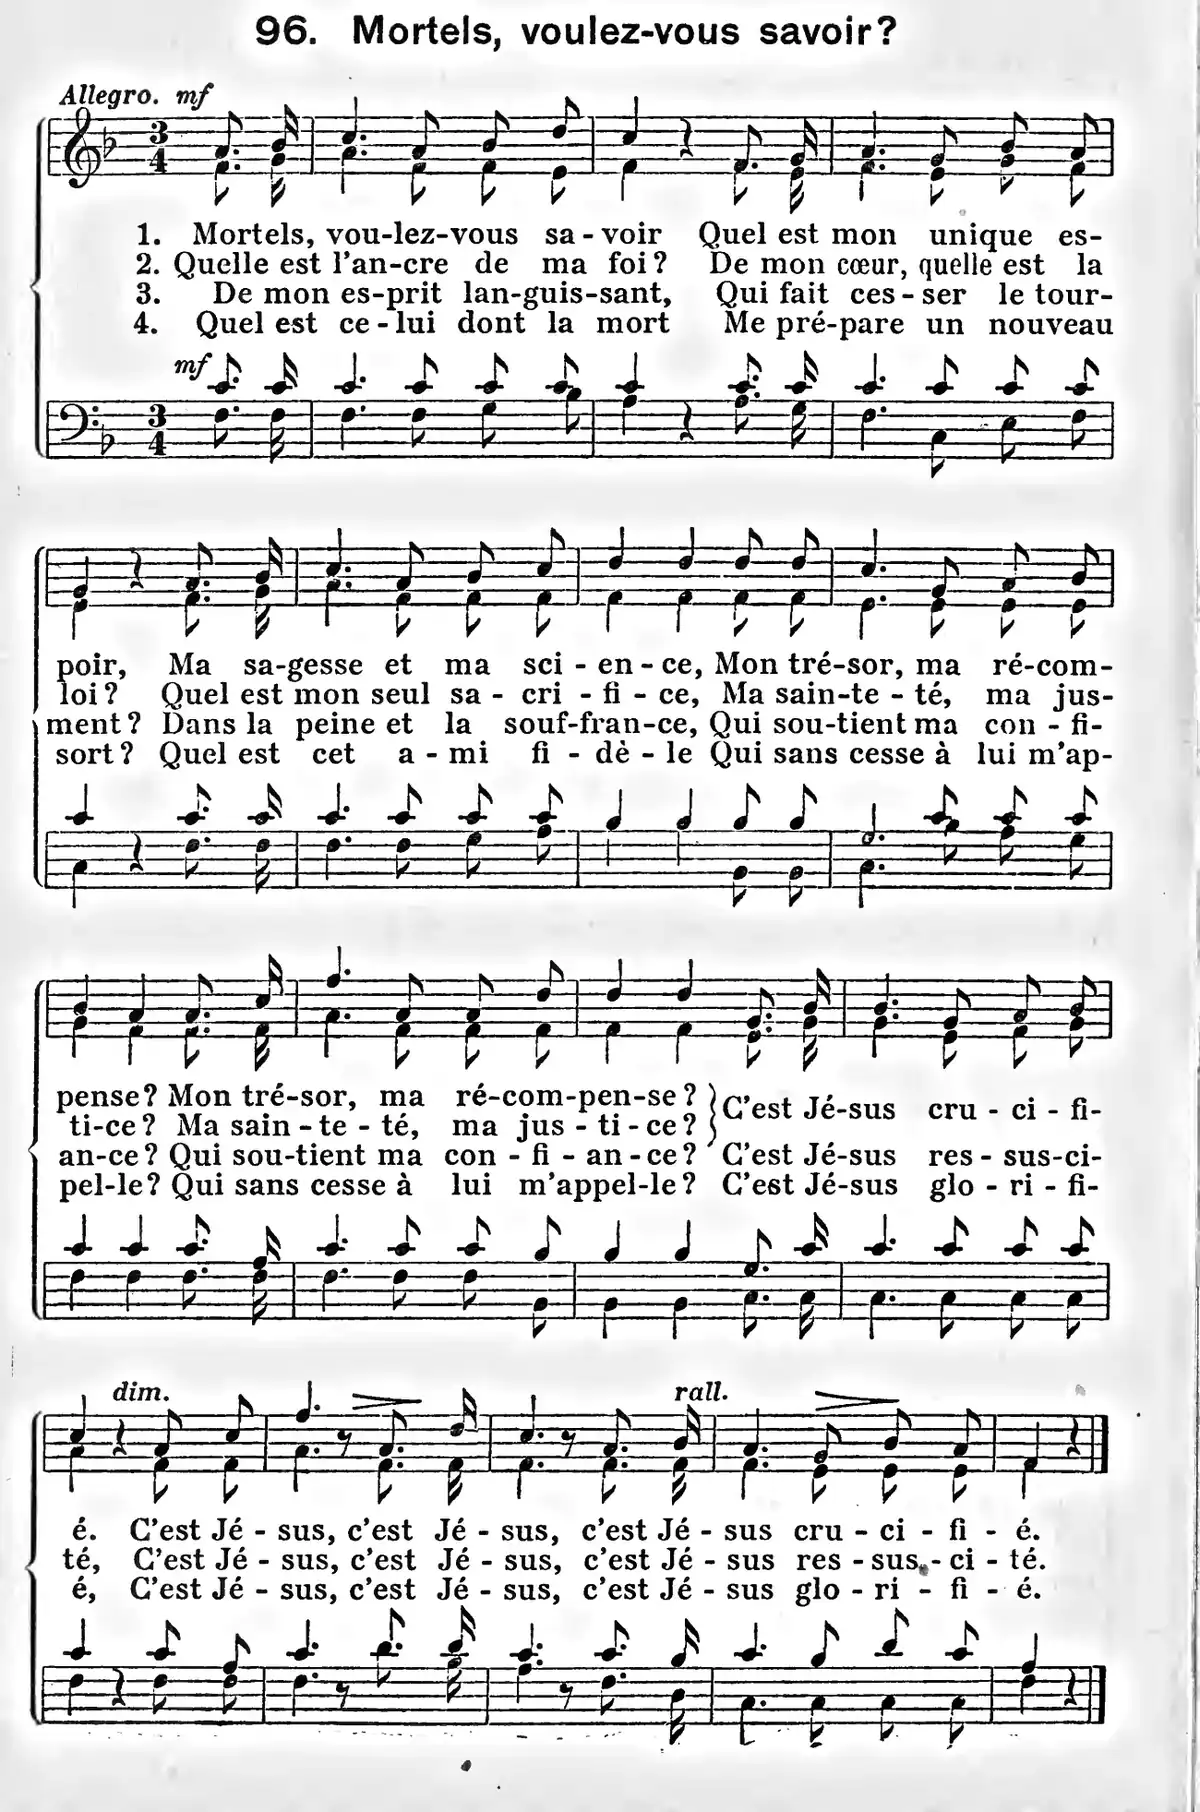 96. Mortels, voulez-vous savoir?
Allegro. mf
1. Mortels, vou-lez-vous sa-voir Quel est mon unique es-
2. Quelle est l'an-cre de ma foi? De mon cœur, quelle est la
3. De mon es-prit lan-guis-sant, Qui fait ces-ser le tour-
4. Quel est ce-lui dont la mort Me pré-pare un nouveau
mf
poir, Ma sa-gesse et ma sci-en-ce, Mon tré-sor, ma ré-com-
loi? Quel est mon seul sa-cri-fi-ce, Ma sain-te-té, ma jus-
ment? Dans la peine et la souf-fran-ce, Qui sou-tient ma con-fi-
sort? Quel est cet a-mi fi-dè-le Qui sans cesse à lui m'ap-
pense? Mon tré-sor, ma ré-com-pen-se? C'est Jé-sus cru-ci-fi-
ti-ce? Ma sain-te-té, ma jus-ti-ce?
an-ce? Qui sou-tient ma con-fi-an-ce? C'est Jé-sus res-sus-ci-
pel-le? Qui sans cesse à lui m'appel-le? C'est Jé-sus glo-ri-fi-
dim. rall.
é. C'est Jé-sus, c'est Jé-sus, c'est Jé-sus cru-ci-fi-é.
té, C'est Jé-sus, c'est Jé-sus, c'est Jé-sus res-sus-ci-té.
é, C'est Jé-sus, c'est Jé-sus, c'est Jé-sus glo-ri-fi-é.